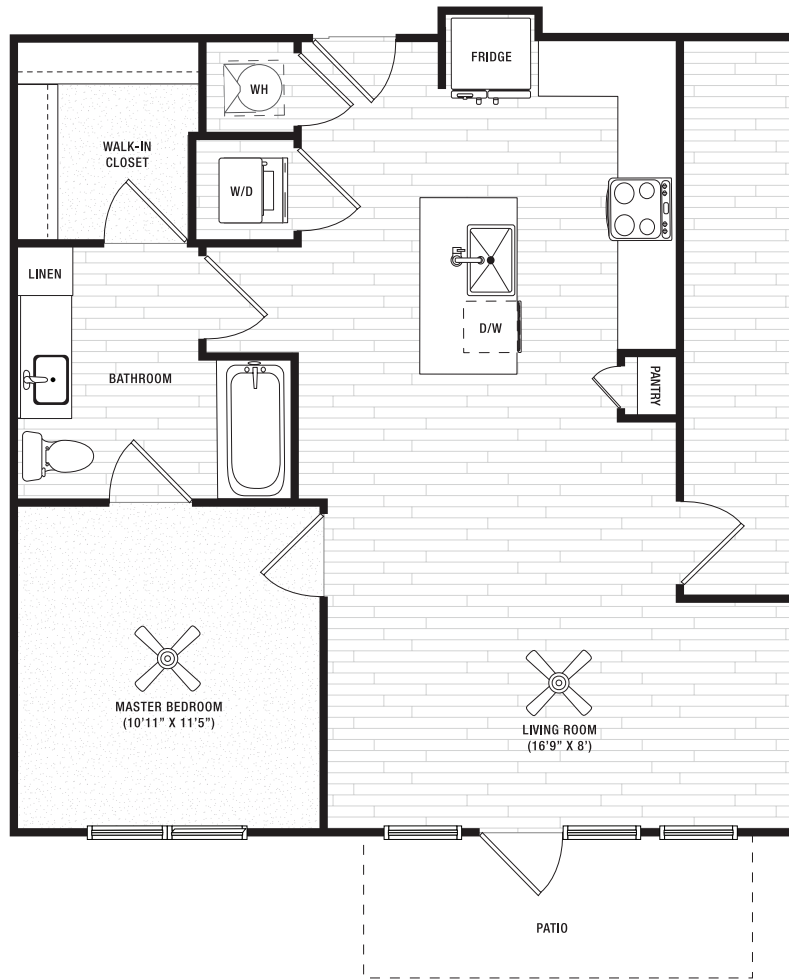 FRIDGE
WH
WALK-IN
CLOSET
W/D
LINEN
D/W
BATHROOM
PANTRY
MASTER BEDROOM
(10'11" X 11'5")
LIVING ROOM
(16'9" X 8')
PATIO